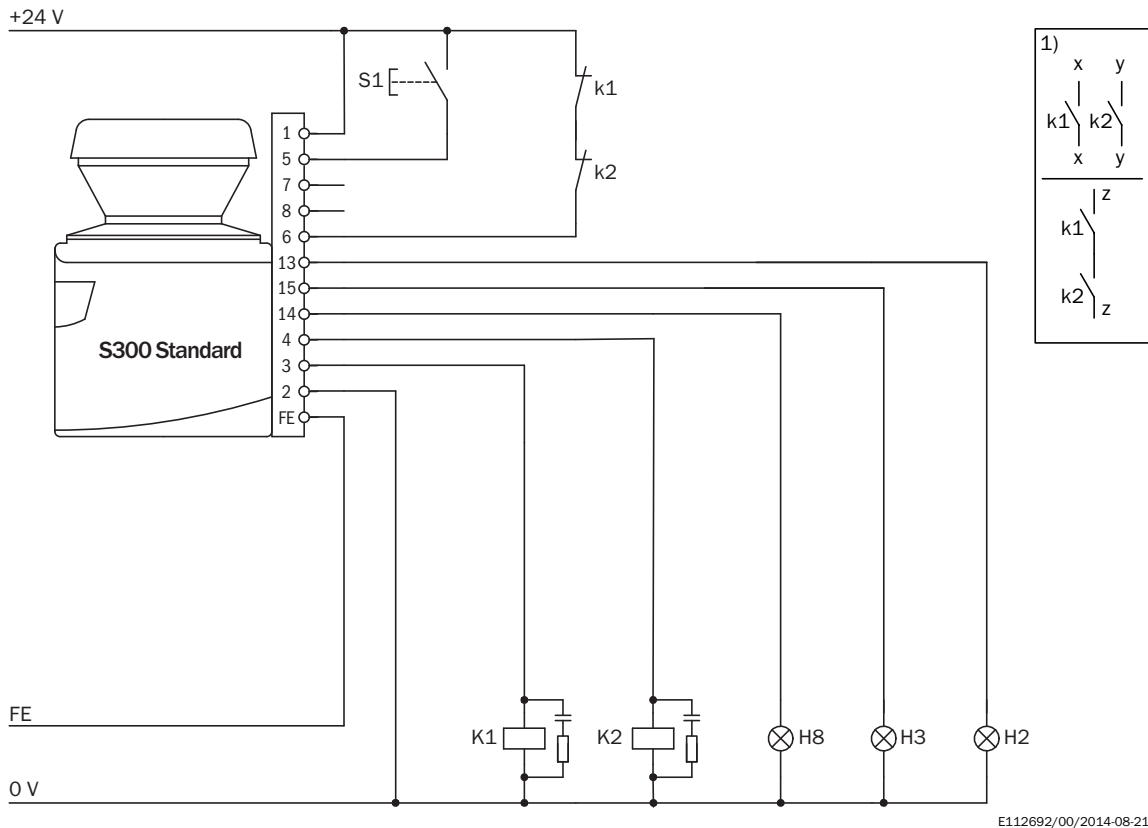 +24 V
1)
x y
S1
k1
k1 k2
x y
k2
z
k1
k2
z
1
5
7
8
6
13
15
14
4
3
2
FE
S300 Standard
FE
K1
K2
H8
H3
H2
0 V
E112692/00/2014-08-21